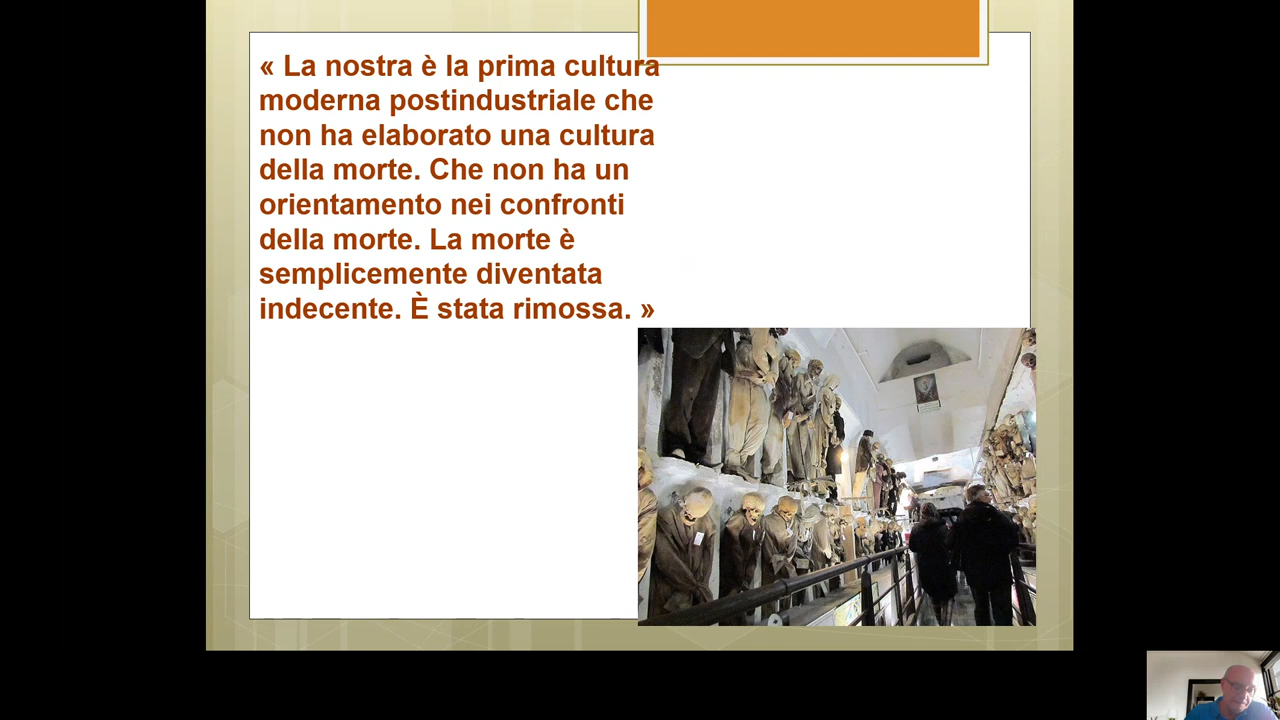 « La nostra è la prima cultura
moderna postindustriale che
non ha elaborato una cultura
della morte. Che non ha un
orientamento nei confronti
della morte. La morte è
semplicemente diventata
indecente. È stata rimossa. »